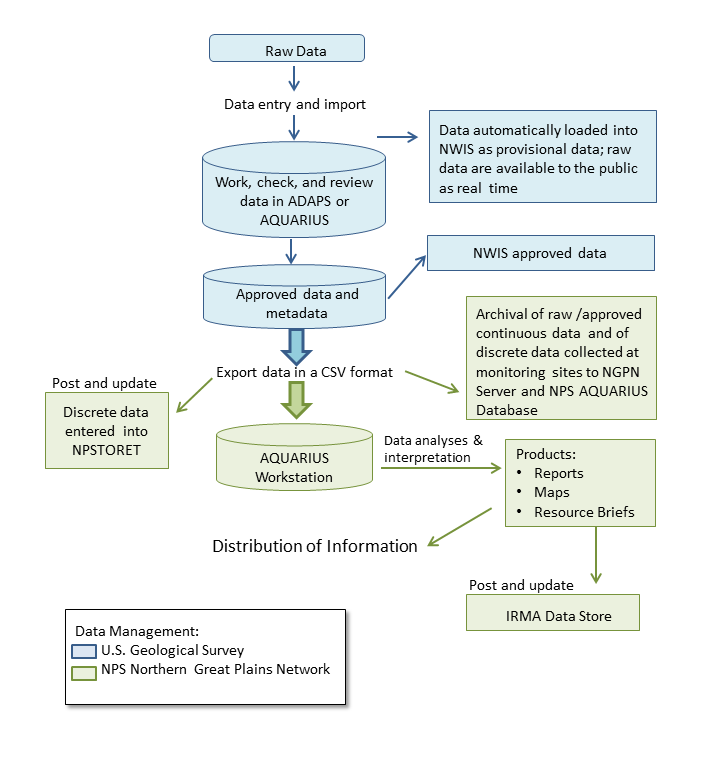 Raw Data
Data entry and import
Data automatically loaded into
NWIS as provisional data; raw
data are available to the public
as real time
Work, check, and review
data in ADAPS or
AQUARIUS
NWIS approved data
Approved data and
metadata
Archival of raw /approved
continuous data and of
discrete data collected at
monitoring sites to NGPN
Server and NPS AQUARIUS
Database
Export data in a CSV format
Post and update
Discrete data
entered into
NPSTORET
AQUARIUS
Workstation
Data analyses &
interpretation
Products:
• Reports
• Maps
• Resource Briefs
Distribution of Information
Post and update
IRMA Data Store
Data Management:
U.S. Geological Survey
NPS Northern Great Plains Network